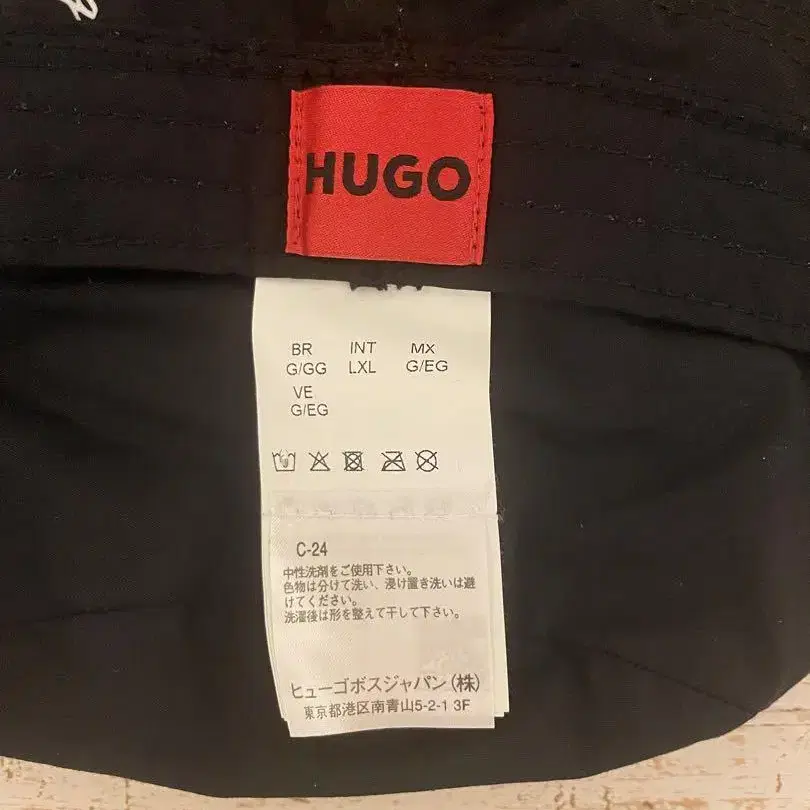 HUGO
BR INT MX
G/GG LXL G/EG
VE
G/EG
C-24
中性洗剤をご使用下さい。
色物は分けて洗い、浸け置き洗いは避
けてください。
洗濯後は形を整えて干して下さい。
ヒューゴボスジャパン(株)
東京都港区南青山5-2-1 3F